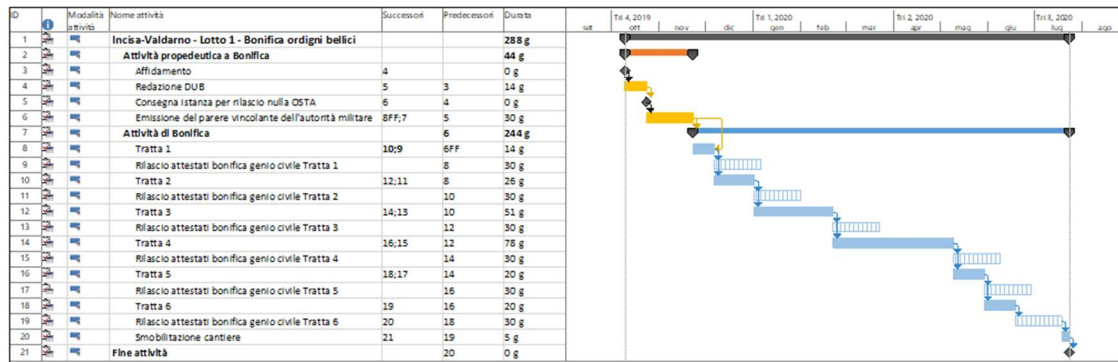 ID Modalità attività Nome attività Successori Predecessori Durata Tri 4, 2019 Tri 1, 2020 Tri 2, 2020 Tri 3, 2020
set ott nov dic gen feb mar apr mag giu lug ago
1 Incisa-Valdarno - Lotto 1 - Bonifica ordigni bellici 288 g
2 Attività propedeutica a Bonifica 44 g
3 Affidamento 4 0 g
4 Redazione DUB 5 3 14 g
5 Consegna istanza per rilascio nulla OSTA 6 4 0 g
6 Emissione del parere vincolante dell'autorità militare 8FF;7 5 30 g
7 Attività di Bonifica 6 244 g
8 Tratta 1 10;9 6FF 14 g
9 Rilascio attestati bonifica genio civile Tratta 1 8 30 g
10 Tratta 2 12;11 8 26 g
11 Rilascio attestati bonifica genio civile Tratta 2 10 30 g
12 Tratta 3 14;13 10 51 g
13 Rilascio attestati bonifica genio civile Tratta 3 12 30 g
14 Tratta 4 16;15 12 78 g
15 Rilascio attestati bonifica genio civile Tratta 4 14 30 g
16 Tratta 5 18;17 14 20 g
17 Rilascio attestati bonifica genio civile Tratta 5 16 30 g
18 Tratta 6 19 16 20 g
19 Rilascio attestati bonifica genio civile Tratta 6 20 18 30 g
20 Smobilitazione cantiere 21 19 5 g
21 Fine attività 20 0 g